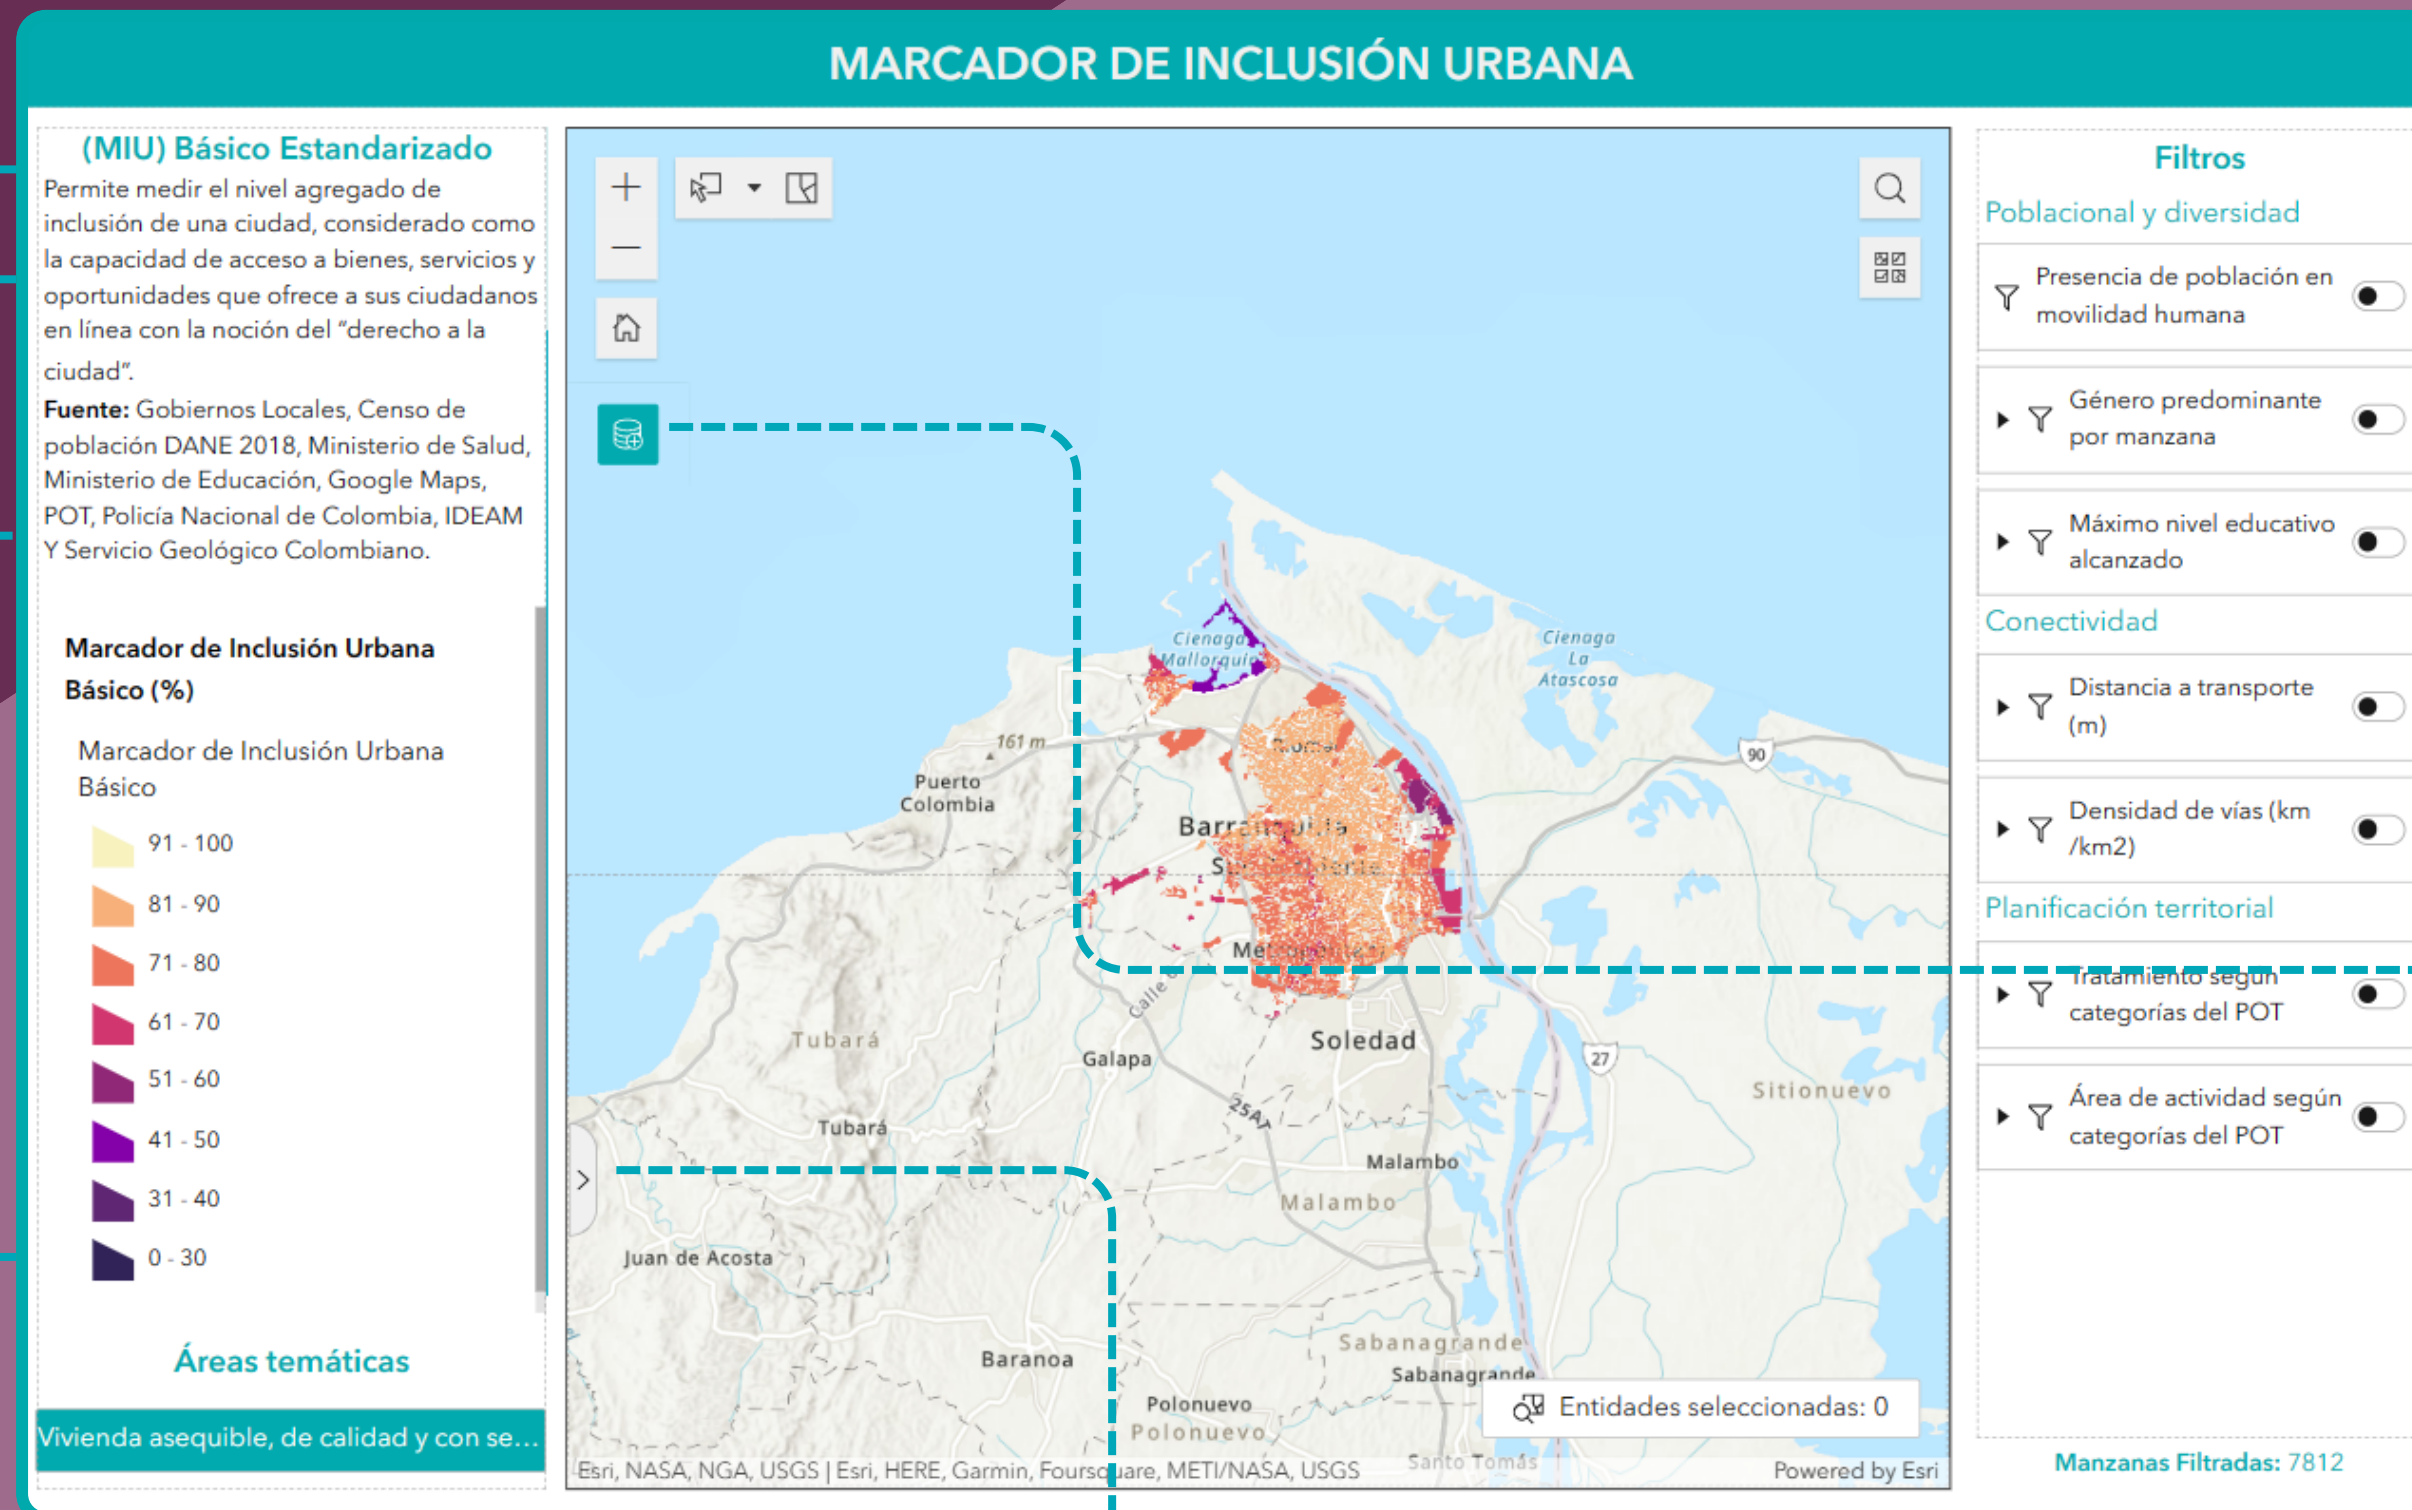 MARCADOR DE INCLUSIÓN URBANA
(MIU) Básico Estandarizado
Permite medir el nivel agregado de
inclusión de una ciudad, considerado como
la capacidad de acceso a bienes, servicios y
oportunidades que ofrece a sus ciudadanos
en línea con la noción del “derecho a la
ciudad”.
Fuente: Gobiernos Locales, Censo de
población DANE 2018, Ministerio de Salud,
Ministerio de Educación, Google Maps,
POT, Policía Nacional de Colombia, IDEAM
Y Servicio Geológico Colombiano.
Marcador de Inclusión Urbana
Básico (%)
Marcador de Inclusión Urbana
Básico
91 - 100
81 - 90
71 - 80
61 - 70
51 - 60
41 - 50
31 - 40
0 - 30
Áreas temáticas
Vivienda asequible, de calidad y con se...
Cienaga
Mallorquin
Cienaga
La
Atascosa
161 m
90
Puerto
Colombia
Barranquilla
Tubará
Soledad
Galapa
27
25A
Sitionuevo
Tubará
Malambo
Malambo
Juan de Acosta
Sabanagrande
Baranoa
Sabanagrande
Polonuevo
Polonuevo
Entidades seleccionadas: 0
Santo Tomás
Esri, NASA, NGA, USGS | Esri, HERE, Garmin, Foursquare, METI/NASA, USGS
Powered by Esri
Filtros
Poblacional y diversidad
Presencia de población en
movilidad humana
Género predominante
por manzana
Máximo nivel educativo
alcanzado
Conectividad
Distancia a transporte
(m)
Densidad de vías (km
/km2)
Planificación territorial
Tratamiento según
categorías del POT
Área de actividad según
categorías del POT
Manzanas Filtradas: 7812